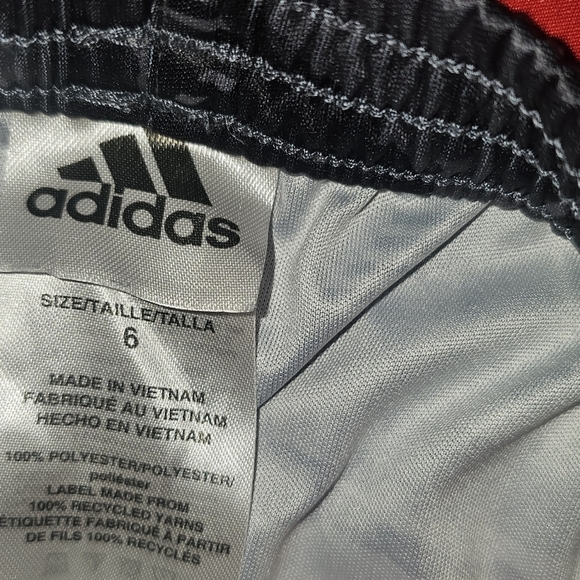 adidas
SIZE/TAILLE/TALLA
6
MADE IN VIETNAM
FABRIQUÉ AU VIETNAM
HECHO EN VIETNAM
100% POLYESTER/POLYESTER/
poliéster
LABEL MADE FROM
100% RECYCLED YARNS
ÉTIQUETTE FABRIQUÉ À PARTIR
DE FILS 100% RECYCLÉS